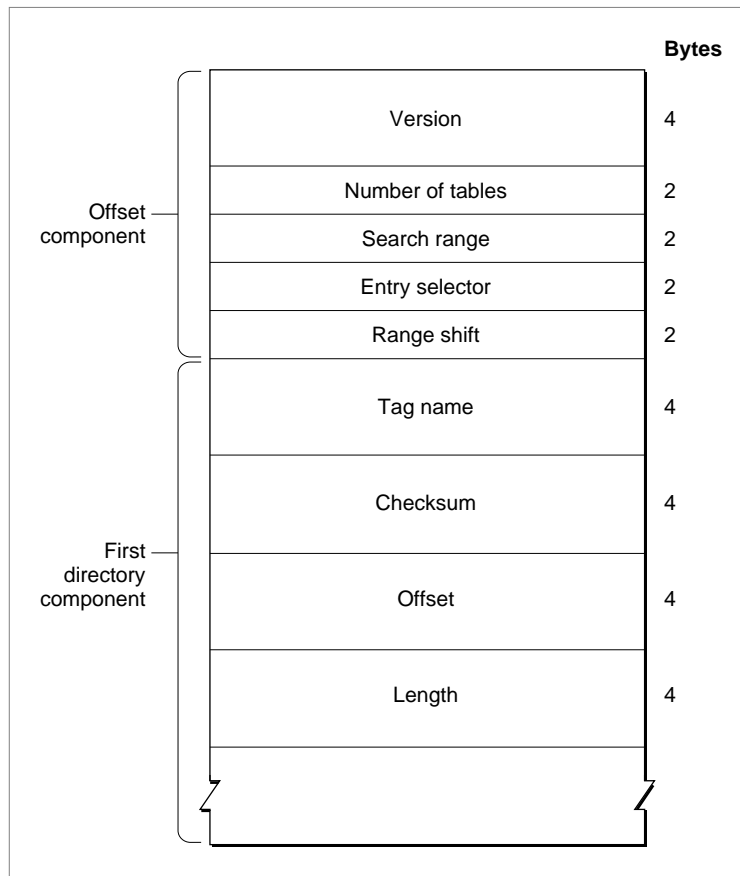 Bytes
Version 4
Number of tables 2
Offset
component
Search range 2
Entry selector 2
Range shift 2
Tag name 4
Checksum 4
First
directory
component
Offset 4
Length 4